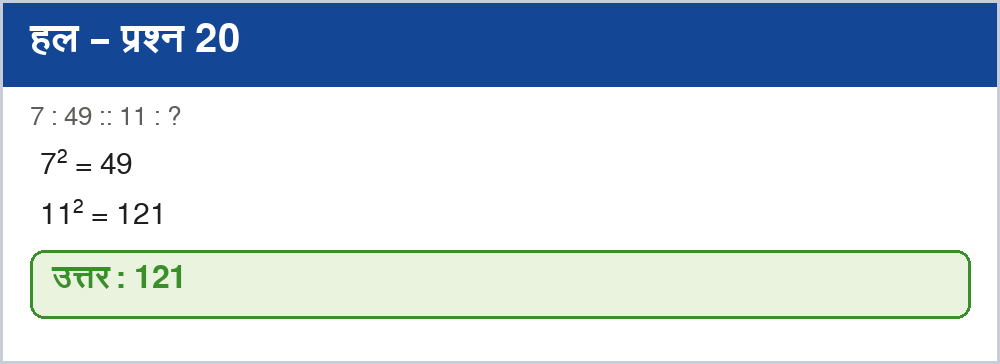 हल – प्रश्न 20
7 : 49 :: 11 : ?
7² = 49
11² = 121
उत्तर : 121